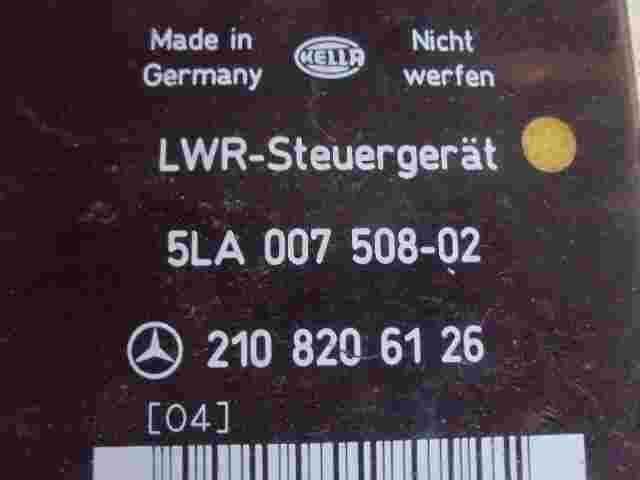 Made in Germany
HELLA
Nicht werfen
LWR-Steuergerät
5LA 007 508-02
210 820 61 26
[04]